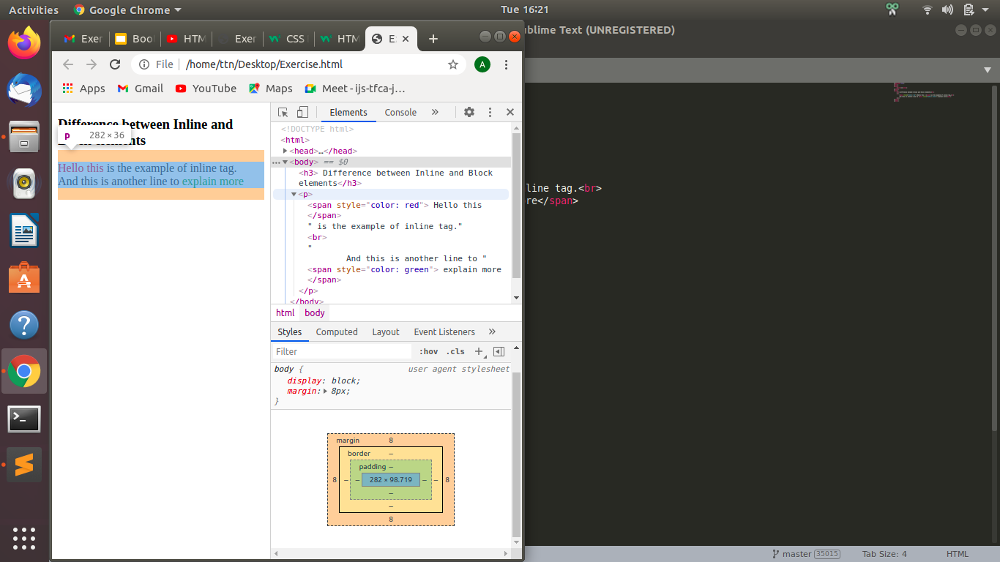 Activities
Google Chrome
Tue 16:21
Exer
Boo
HTM
Exer
CSS
HTM
E
Sublime Text (UNREGISTERED)
File
/home/ttn/Desktop/Exercise.html
A
Apps
Gmail
YouTube
Maps
Meet - ijs-tfca-j…
Difference between Inline and
p 282 × 36
Hello this is the example of inline tag.
And this is another line to explain more
Elements
Console
»
<!DOCTYPE html>
<html>
<head>…</head>
… <body> == $0
<h3> Difference between Inline and Block
elements</h3>
<p>
<span style="color: red"> Hello this
</span>
" is the example of inline tag."
<br>
"
And this is another line to "
<span style="color: green"> explain more
</span>
</p>
</body>
html
body
Styles
Computed
Layout
Event Listeners
»
Filter
:hov
.cls
+
body {
user agent stylesheet
display: block;
margin: 8px;
}
margin 8
border –
padding –
8 – – 282 × 98.719 – – 8
–
–
8
line tag.<br>
re</span>
master 35015
Tab Size: 4
HTML